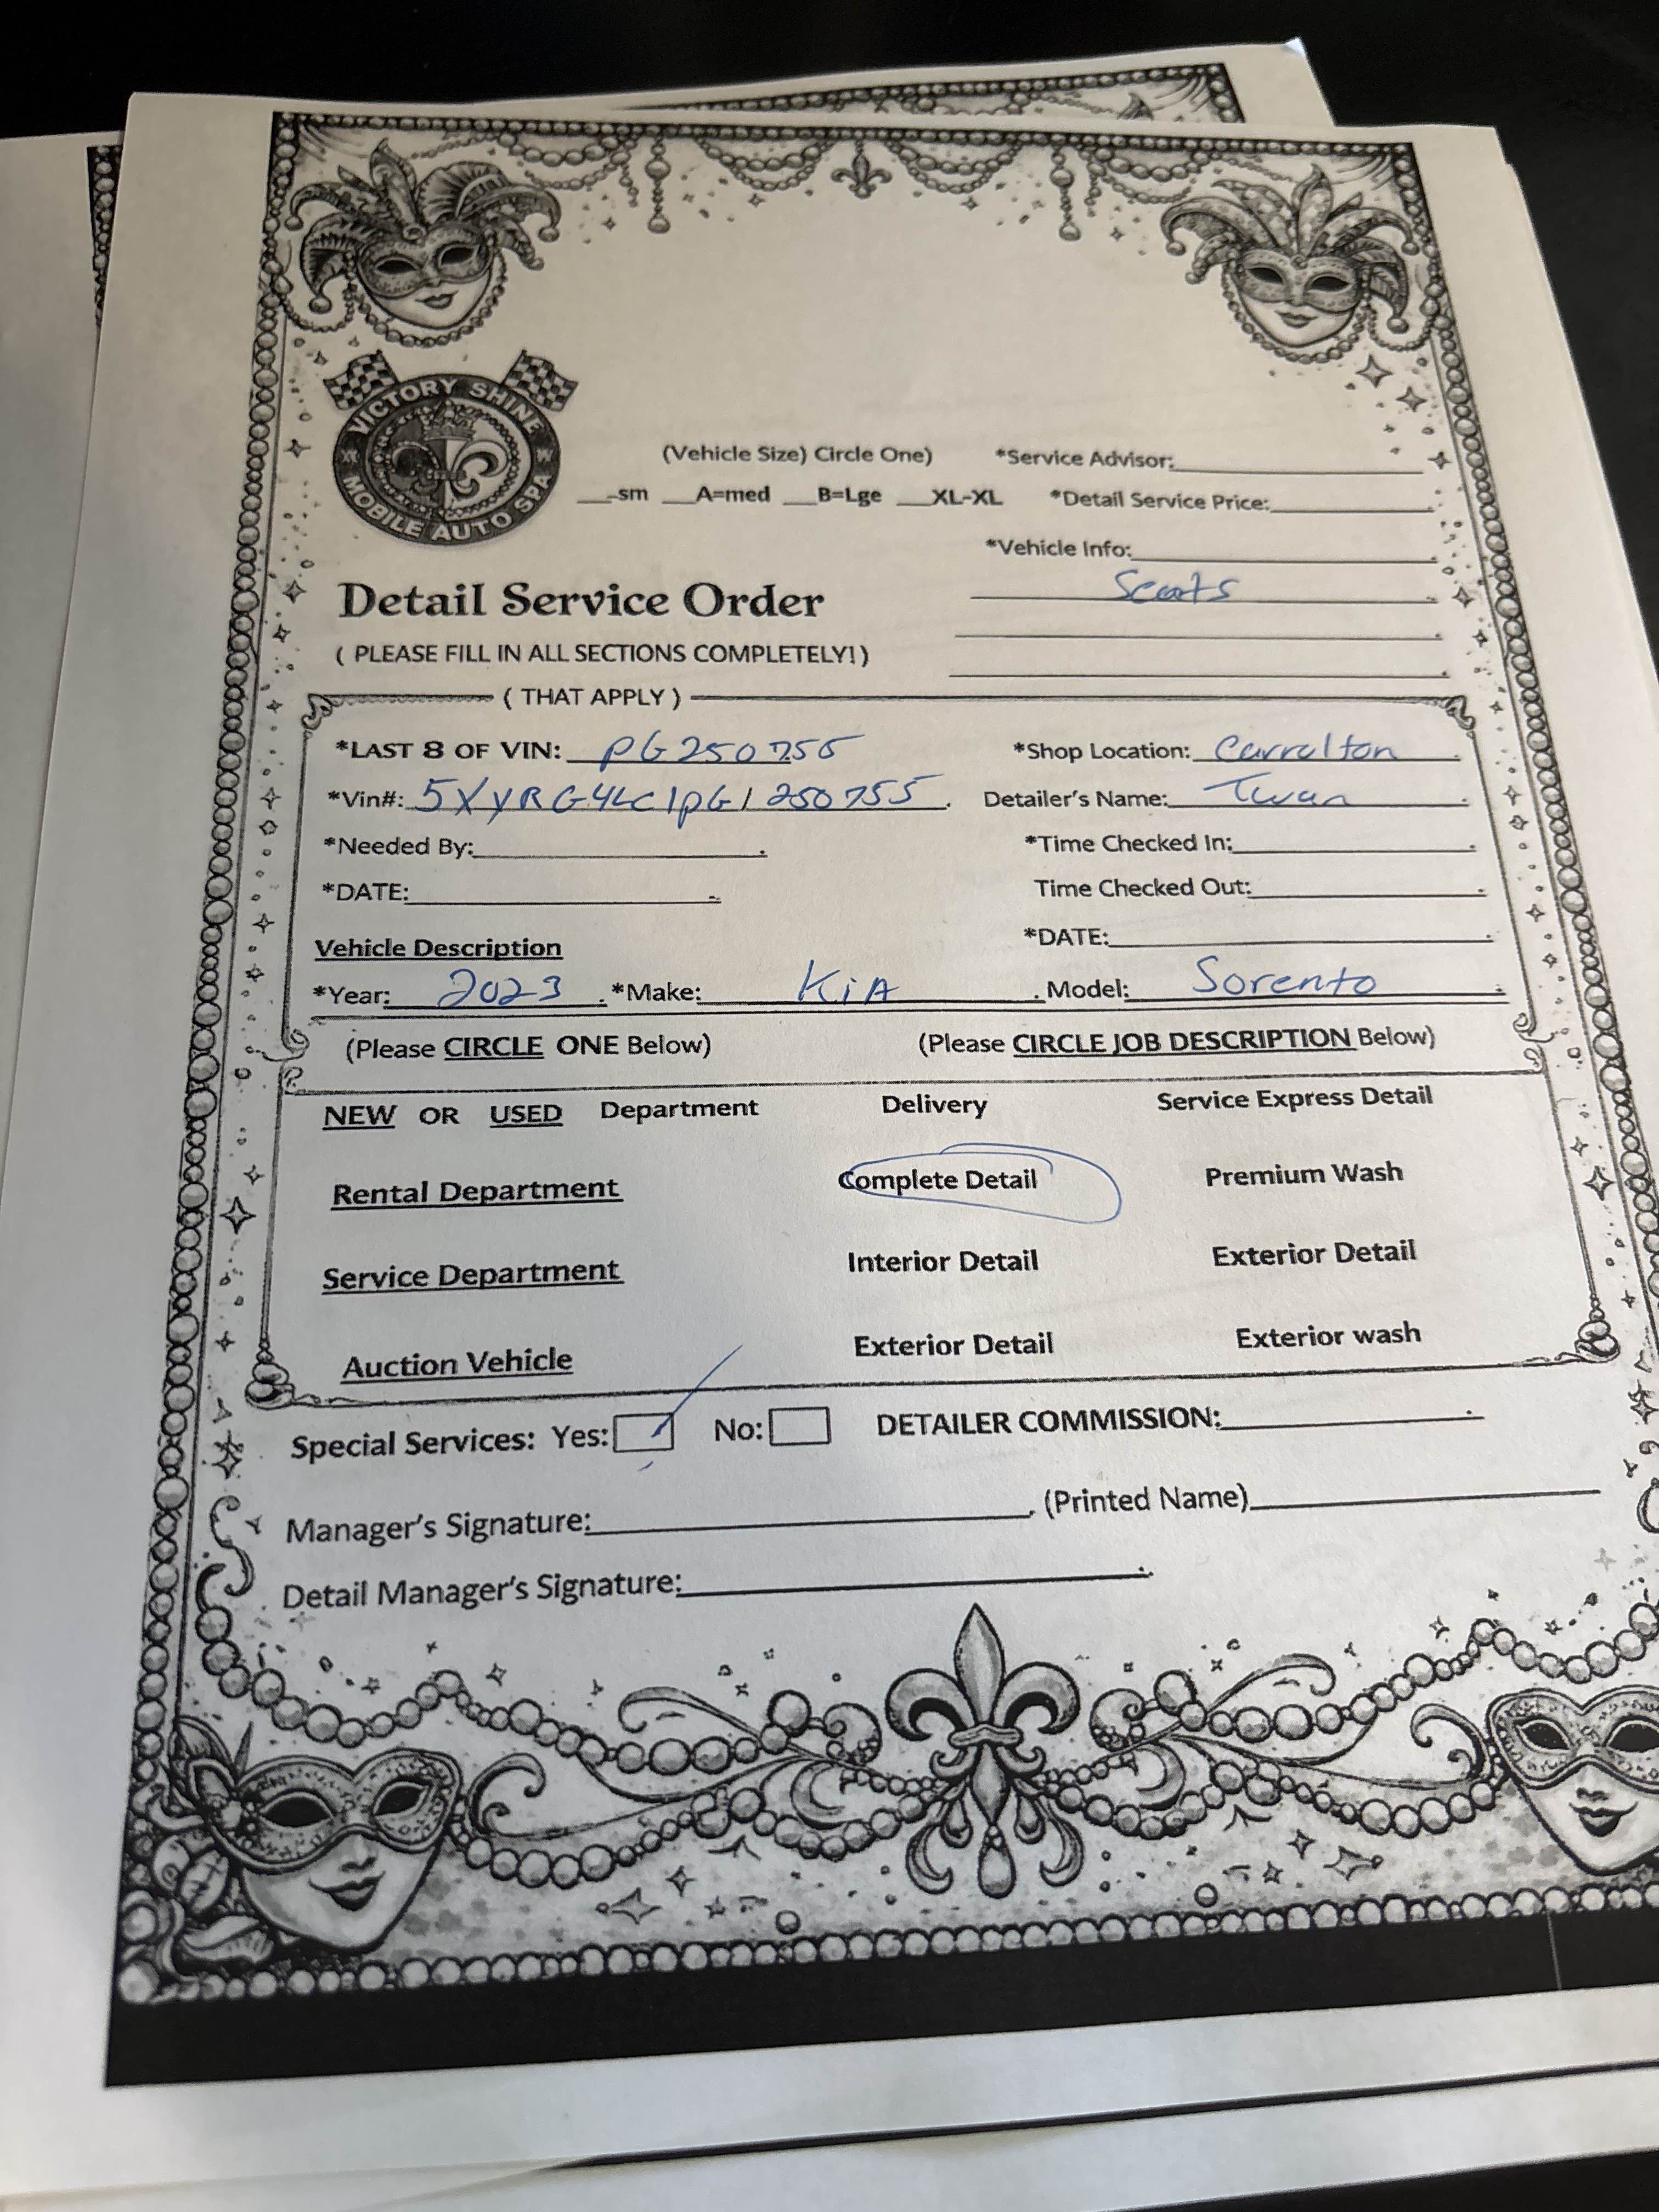 VICTORY SHINE
MOBILE AUTO SPA
(Vehicle Size) Circle One) *Service Advisor:
-sm A=med B=Lge XL-XL *Detail Service Price:
*Vehicle Info:
Seats
Detail Service Order
( PLEASE FILL IN ALL SECTIONS COMPLETELY! )
( THAT APPLY )
*LAST 8 OF VIN: PG250755 *Shop Location: Carrolton
*Vin#: 5XYRG4LC1PG1250755 Detailer's Name: Twan
*Needed By: *Time Checked In:
*DATE: Time Checked Out:
*DATE:
Vehicle Description
*Year: 2023 *Make: KiA Model: Sorento
(Please CIRCLE ONE Below) (Please CIRCLE JOB DESCRIPTION Below)
NEW OR USED Department Delivery Service Express Detail
Rental Department Complete Detail Premium Wash
Service Department Interior Detail Exterior Detail
Auction Vehicle Exterior Detail Exterior wash
Special Services: Yes: No: DETAILER COMMISSION:
Manager's Signature: (Printed Name)
Detail Manager's Signature: